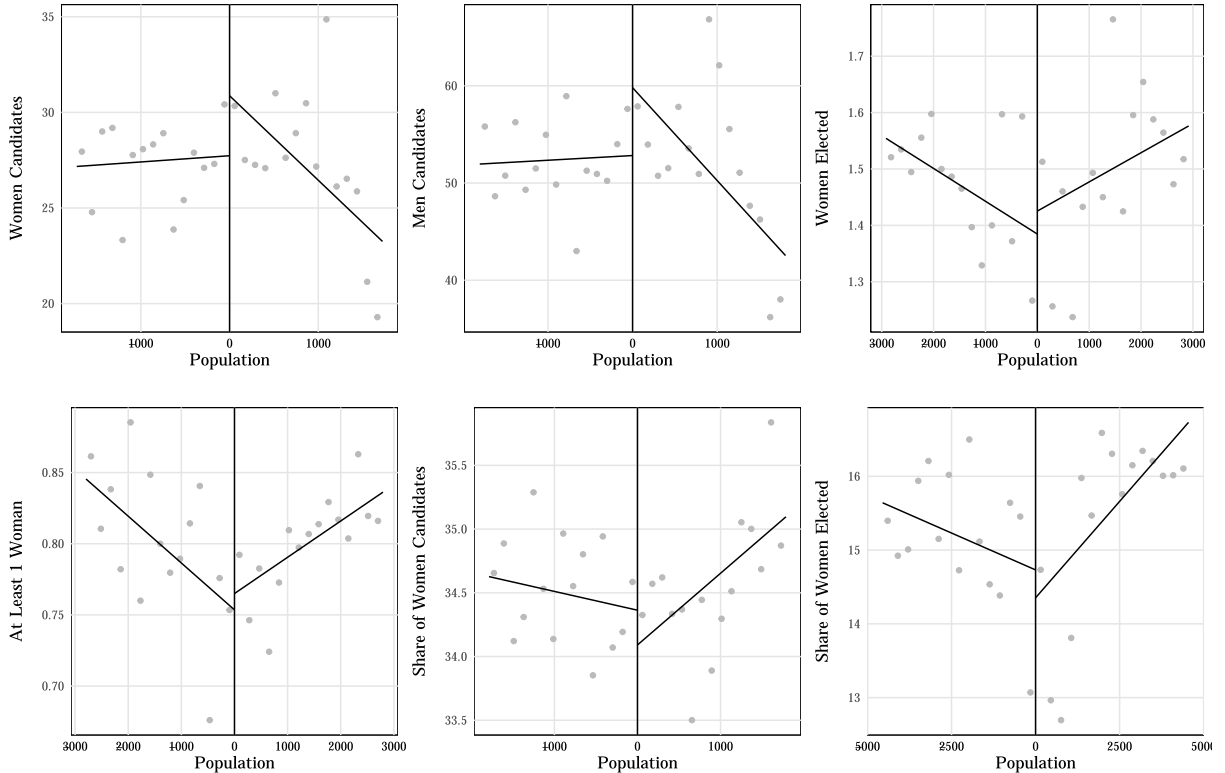 Women Candidates
35
30
25
20
-1000 0 1000
Population
Men Candidates
60
50
40
-1000 0 1000
Population
Women Elected
1.7
1.6
1.5
1.4
1.3
-3000 -2000 -1000 0 1000 2000 3000
Population
At Least 1 Woman
0.85
0.80
0.75
0.70
-3000 -2000 -1000 0 1000 2000 3000
Population
Share of Women Candidates
35.5
35.0
34.5
34.0
33.5
-1000 0 1000
Population
Share of Women Elected
16
15
14
13
-5000 -2500 0 2500 5000
Population